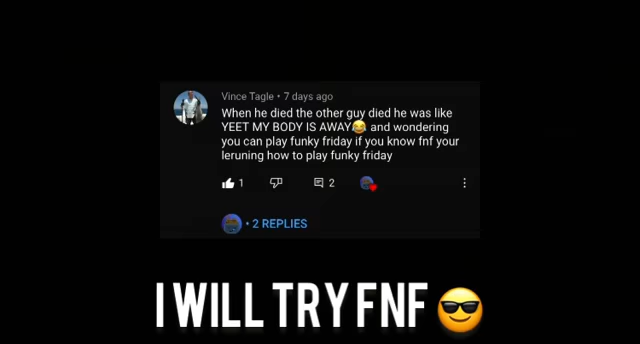 Vince Tagle • 7 days ago
When he died the other guy died he was like
YEET MY BODY IS AWAY😂 and wondering
you can play funky friday if you know fnf your
leruning how to play funky friday
1 2
• 2 REPLIES
I WILL TRY FNF 😎